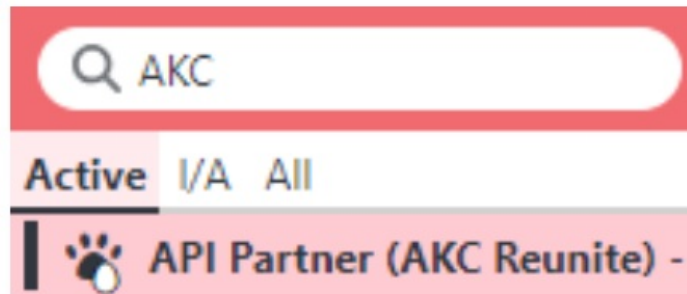 AKC
Active I/A All
API Partner (AKC Reunite) -